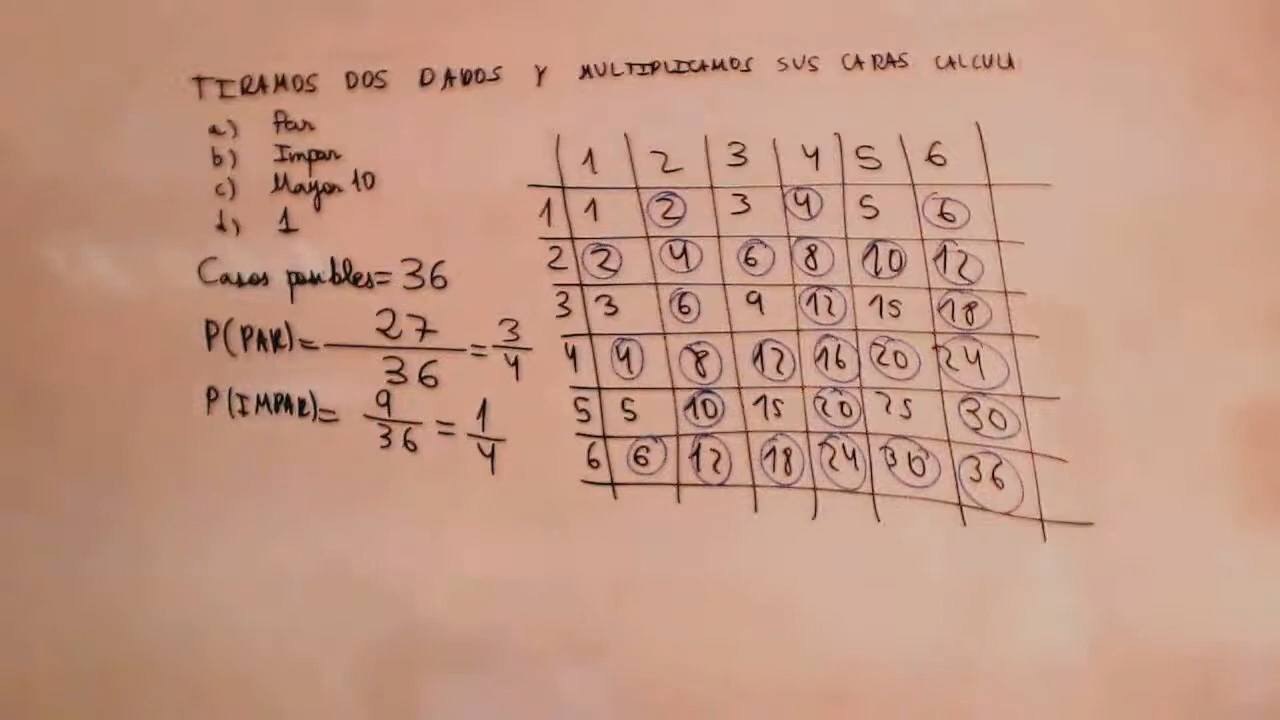 TIRAMOS DOS DADOS Y MULTIPLICAMOS SUS CARAS CALCULA
a) Par
b) Impar
c) Mayor 10
d) 1
Casos posibles = 36
P(PAR) = 27/36 = 3/4
P(IMPAR) = 9/36 = 1/4
1 2 3 4 5 6
1 1 2 3 4 5 6
2 2 4 6 8 10 12
3 3 6 9 12 15 18
4 4 8 12 16 20 24
5 5 10 15 20 25 30
6 6 12 18 24 30 36